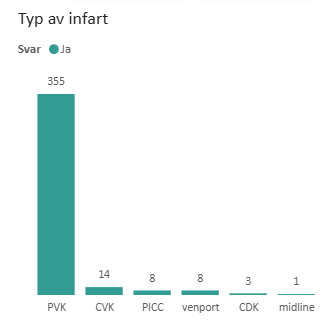 Typ av infart
Svar Ja
355
14
8
8
3
1
PVK CVK PICC venport CDK midline